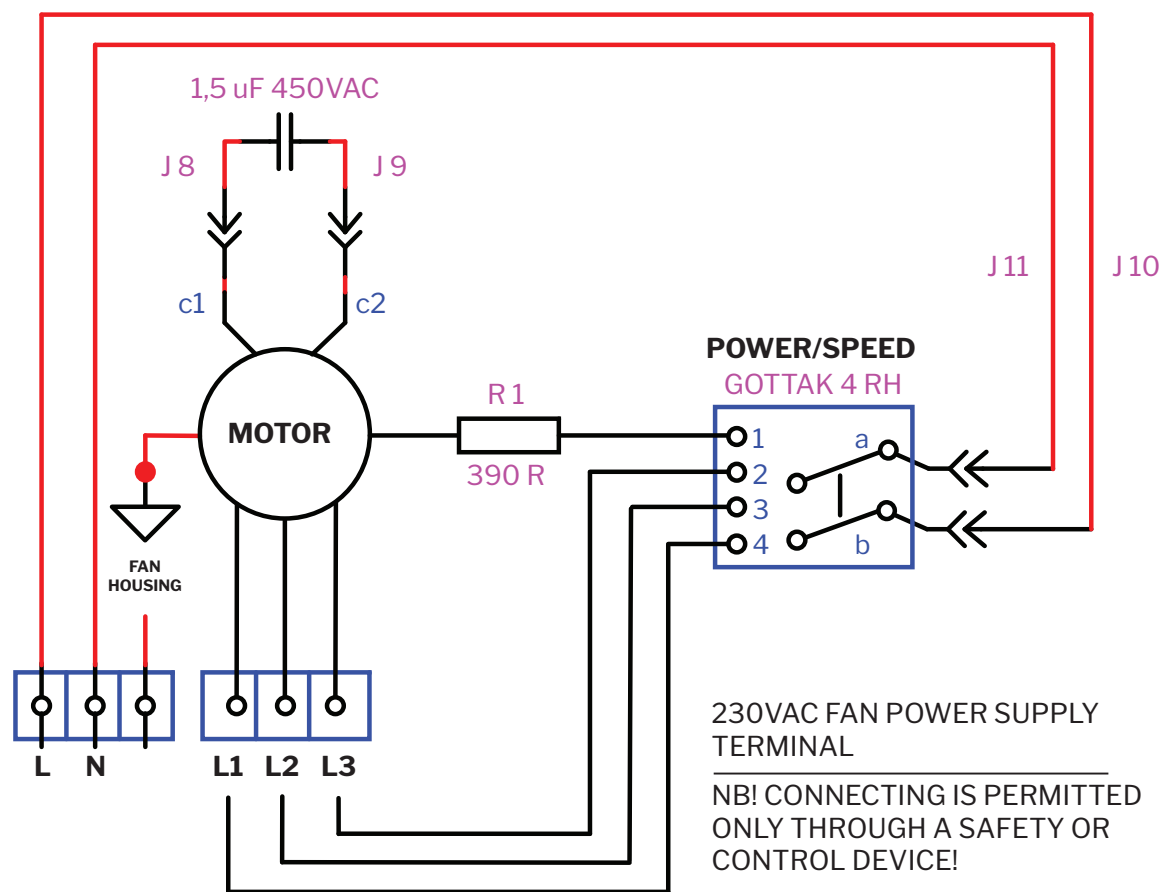 1,5 uF 450VAC
J 8
J 9
J 11
J 10
c1
c2
POWER/SPEED
GOTTAK 4 RH
R 1
MOTOR
390 R
1
a
2
3
4
b
FAN
HOUSING
L
N
L1
L2
L3
230VAC FAN POWER SUPPLY
TERMINAL
NB! CONNECTING IS PERMITTED
ONLY THROUGH A SAFETY OR
CONTROL DEVICE!